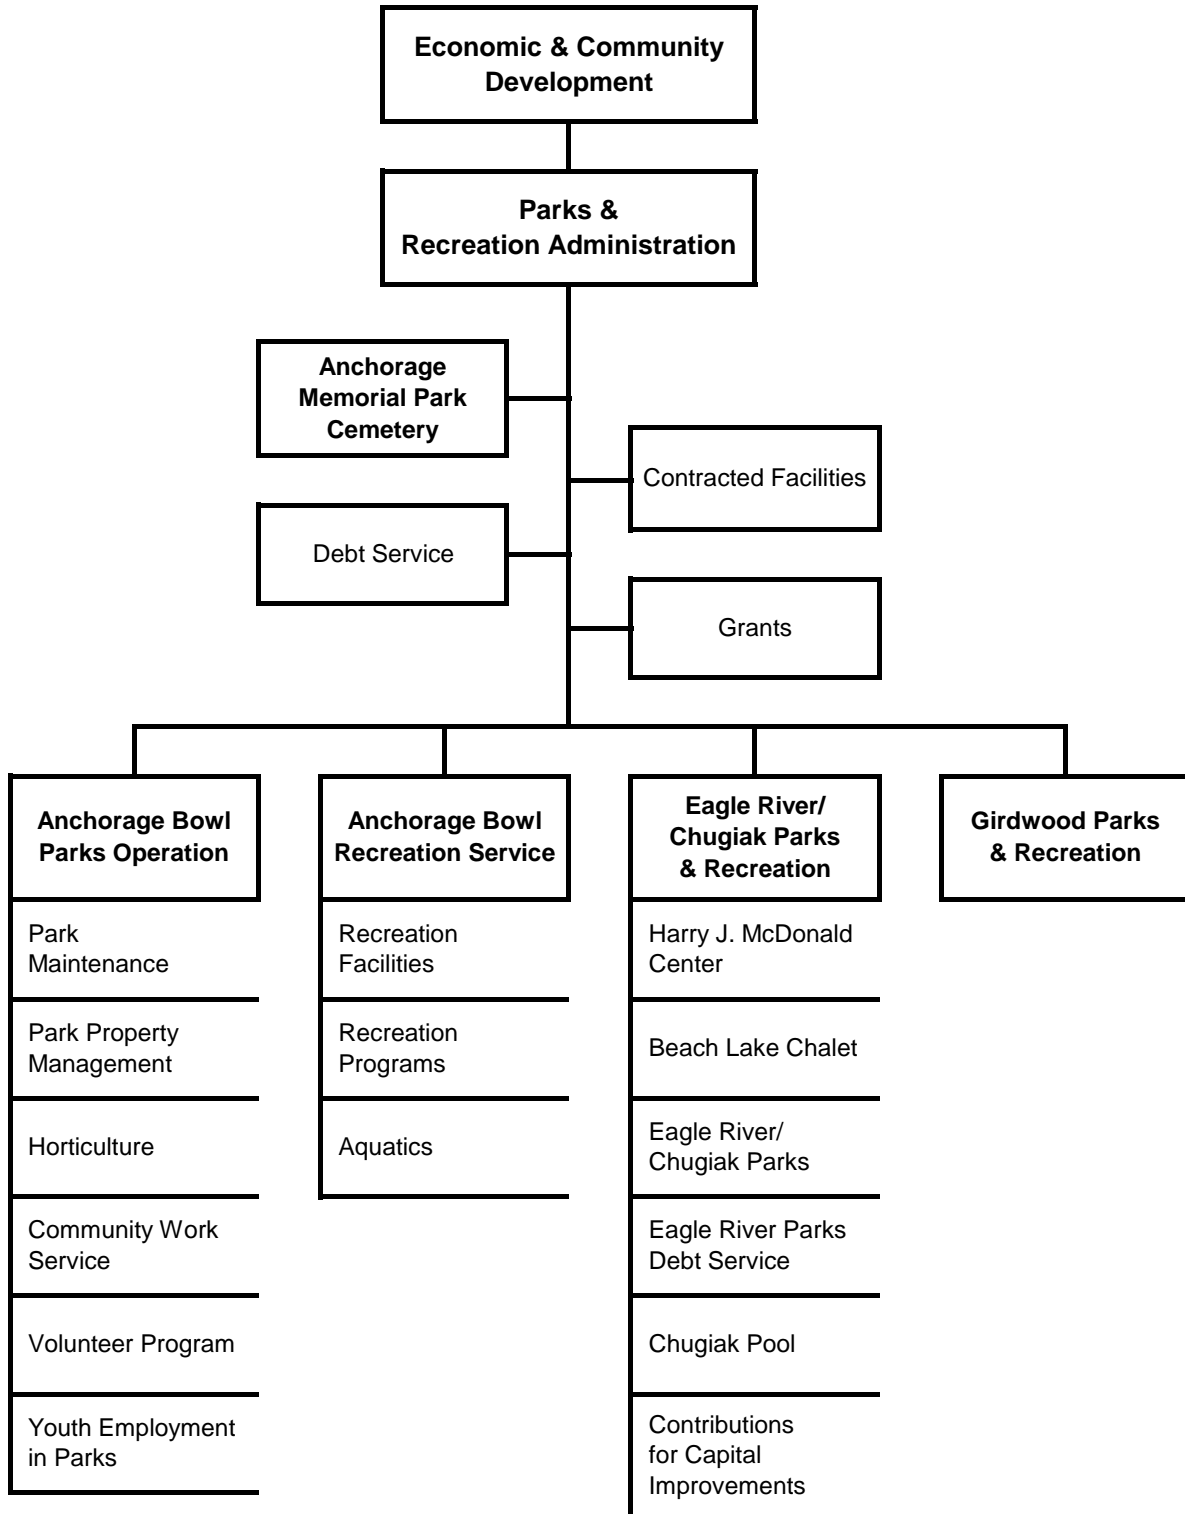 Economic & Community
Development
Parks &
Recreation Administration
Anchorage
Memorial Park
Cemetery
Contracted Facilities
Debt Service
Grants
Anchorage Bowl
Parks Operation
Park
Maintenance
Park Property
Management
Horticulture
Community Work
Service
Volunteer Program
Youth Employment
in Parks
Anchorage Bowl
Recreation Service
Recreation
Facilities
Recreation
Programs
Aquatics
Eagle River/
Chugiak Parks
& Recreation
Harry J. McDonald
Center
Beach Lake Chalet
Eagle River/
Chugiak Parks
Eagle River Parks
Debt Service
Chugiak Pool
Contributions
for Capital
Improvements
Girdwood Parks
& Recreation